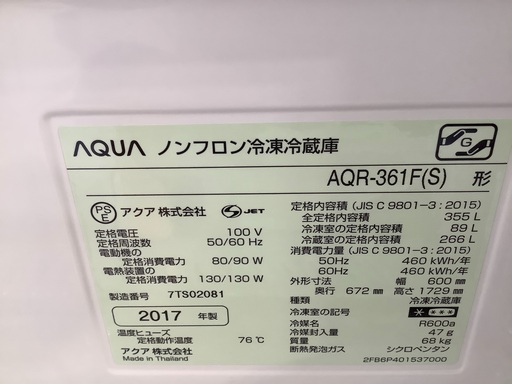 AQUA ノンフロン冷凍冷蔵庫
G
AQR-361F(S) 形
PSE アクア株式会社 JET
定格電圧 100 V
定格周波数 50/60 Hz
電動機の
定格消費電力 80/90 W
電熱装置の
定格消費電力 130/130 W
製造番号 7TS02081
2017 年製
温度ヒューズ
定格動作温度 76℃
アクア株式会社
Made in Thailand
定格内容積 (JIS C 9801-3 : 2015)
全定格内容積 355 L
冷凍室の定格内容積 89 L
冷蔵室の定格内容積 266 L
消費電力量 (JIS C 9801-3 : 2015)
50Hz 460 kWh/年
60Hz 460 kWh/年
外形寸法 幅 600 mm
奥行 672 mm 高さ 1729 mm
種類 冷凍冷蔵庫
冷凍室の記号
冷媒名 R600a
冷媒封入量 47 g
質量 68 kg
断熱発泡ガス シクロペンタン
2FB6P401537000